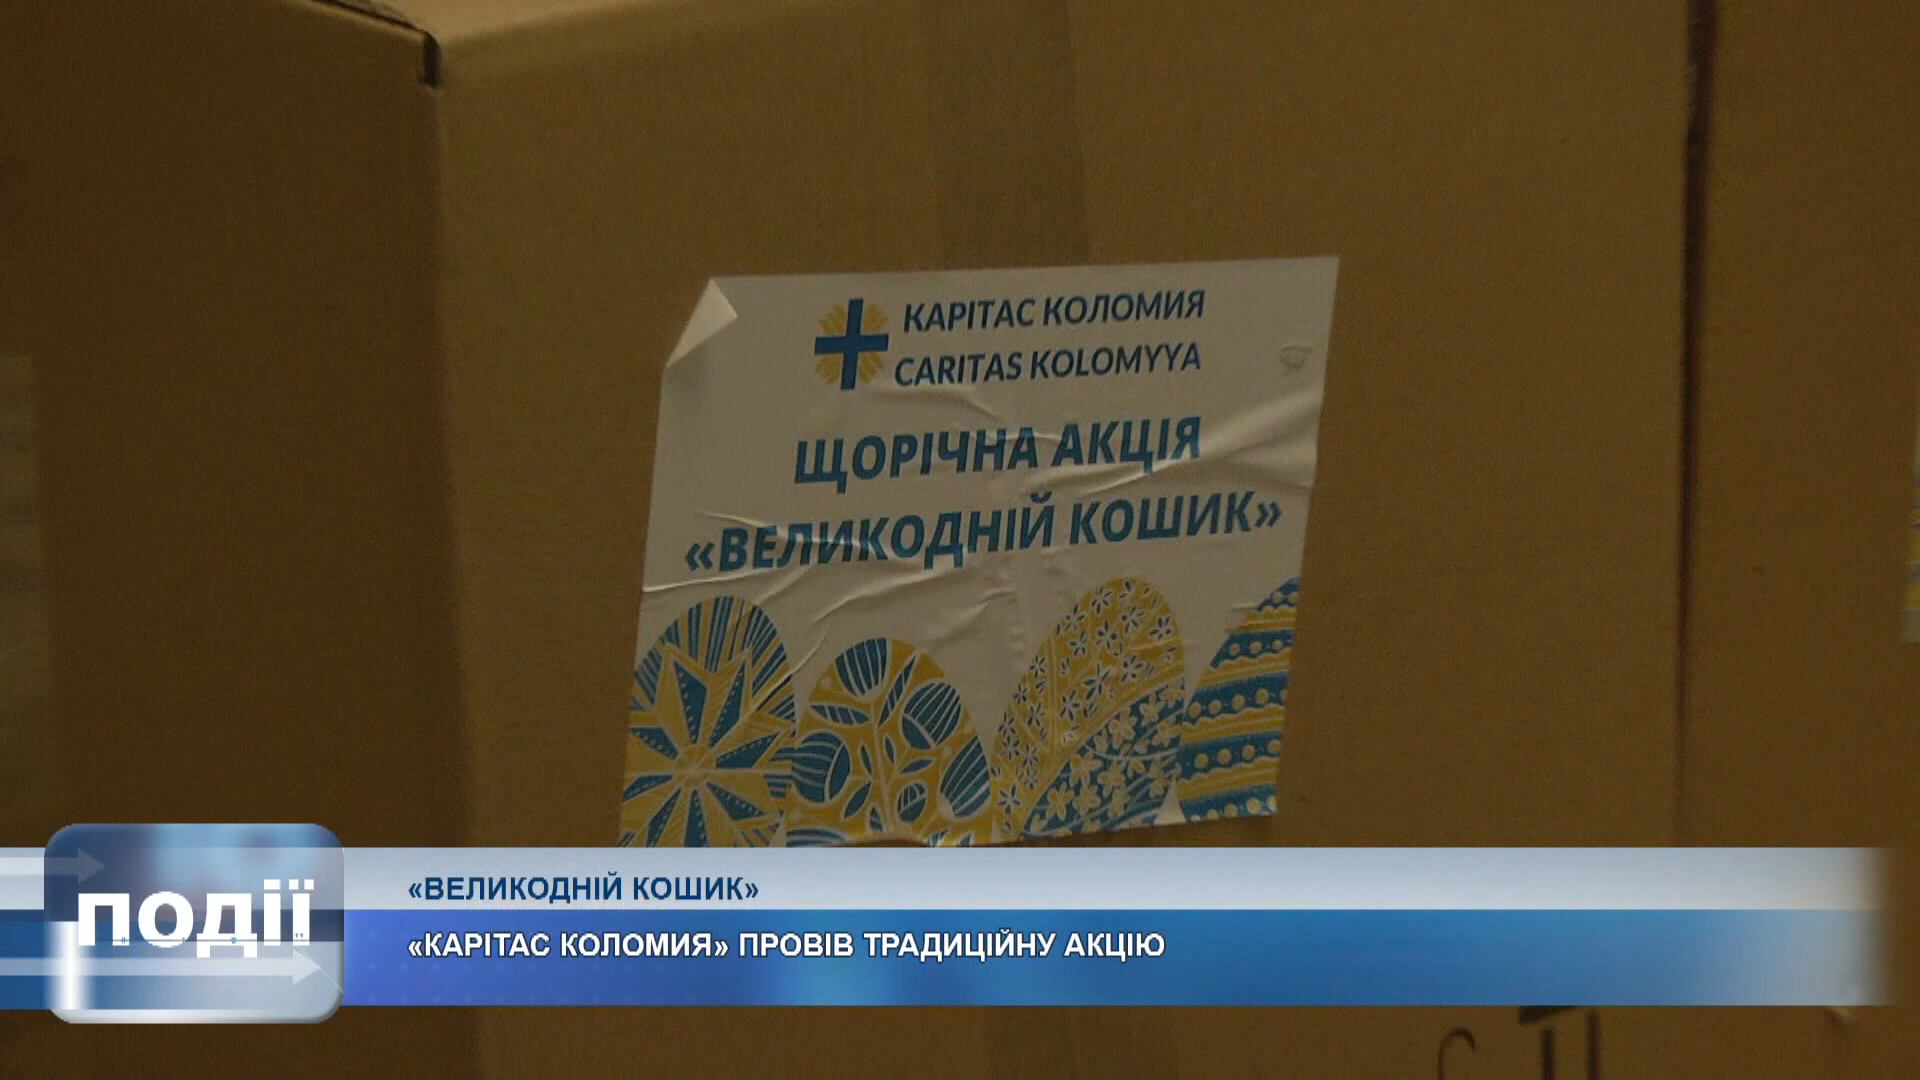 КАРІТАС КОЛОМИЯ
CARITAS KOLOMYYA
ЩОРІЧНА АКЦІЯ
«ВЕЛИКОДНІЙ КОШИК»
«ВЕЛИКОДНІЙ КОШИК»
події
«КАРІТАС КОЛОМИЯ» ПРОВІВ ТРАДИЦІЙНУ АКЦІЮ